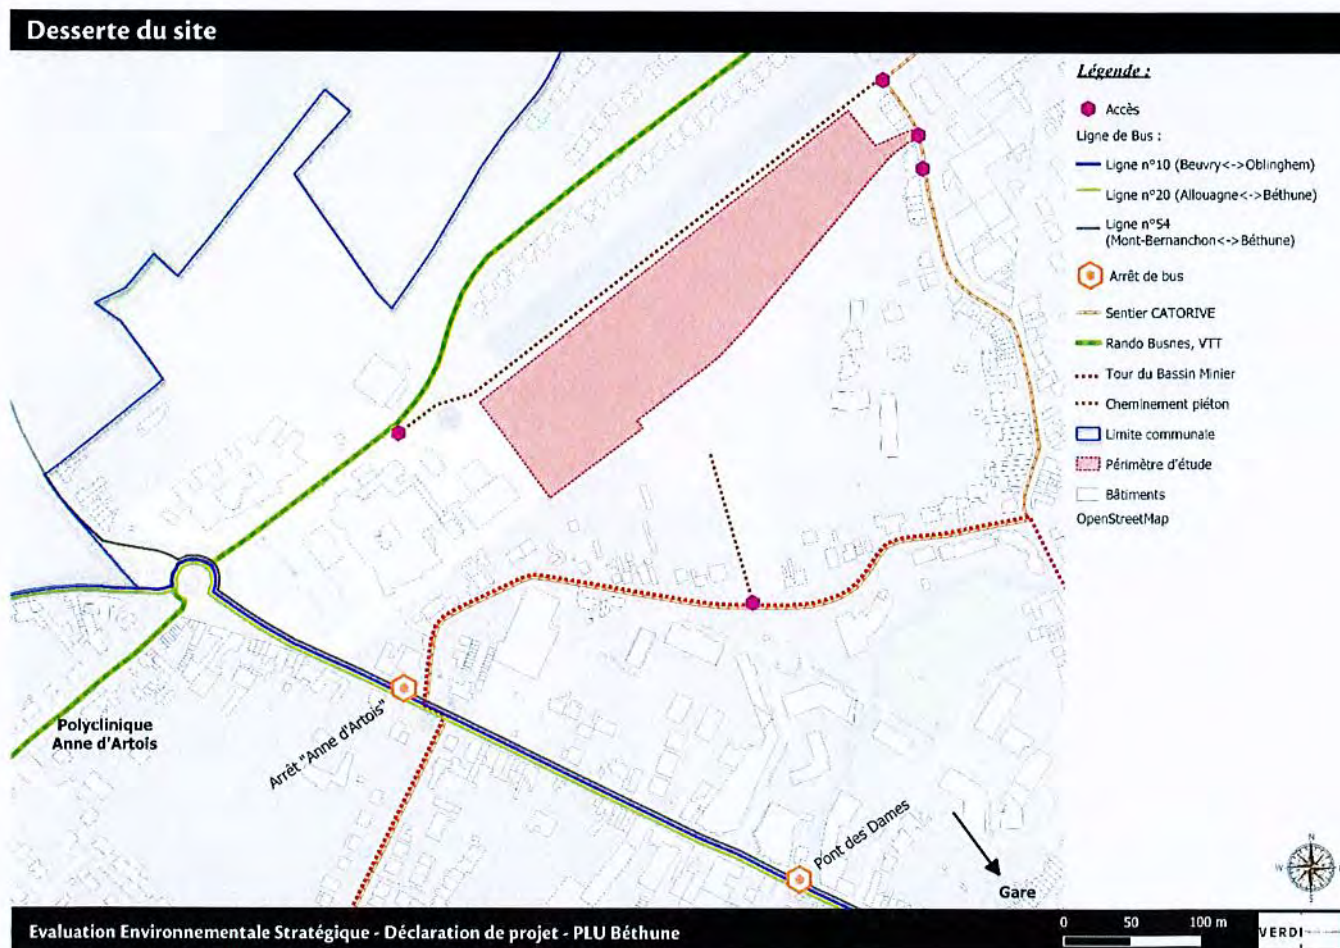 Desserte du site
Légende :
Accès
Ligne de Bus :
Ligne n°10 (Beuvry<->Oblinghem)
Ligne n°20 (Allouagne<->Béthune)
Ligne n°54
(Mont-Bernanchon<->Béthune)
Arrêt de bus
Sentier CATORIVE
Rando Busnes, VTT
Tour du Bassin Minier
Cheminement piéton
Limite communale
Périmètre d'étude
Bâtiments
OpenStreetMap
Polyclinique
Anne d'Artois
Arrêt "Anne d'Artois"
Pont des Dames
Gare
N
W
S
Evaluation Environnementale Stratégique - Déclaration de projet - PLU Béthune
0 50 100 m
VERDI